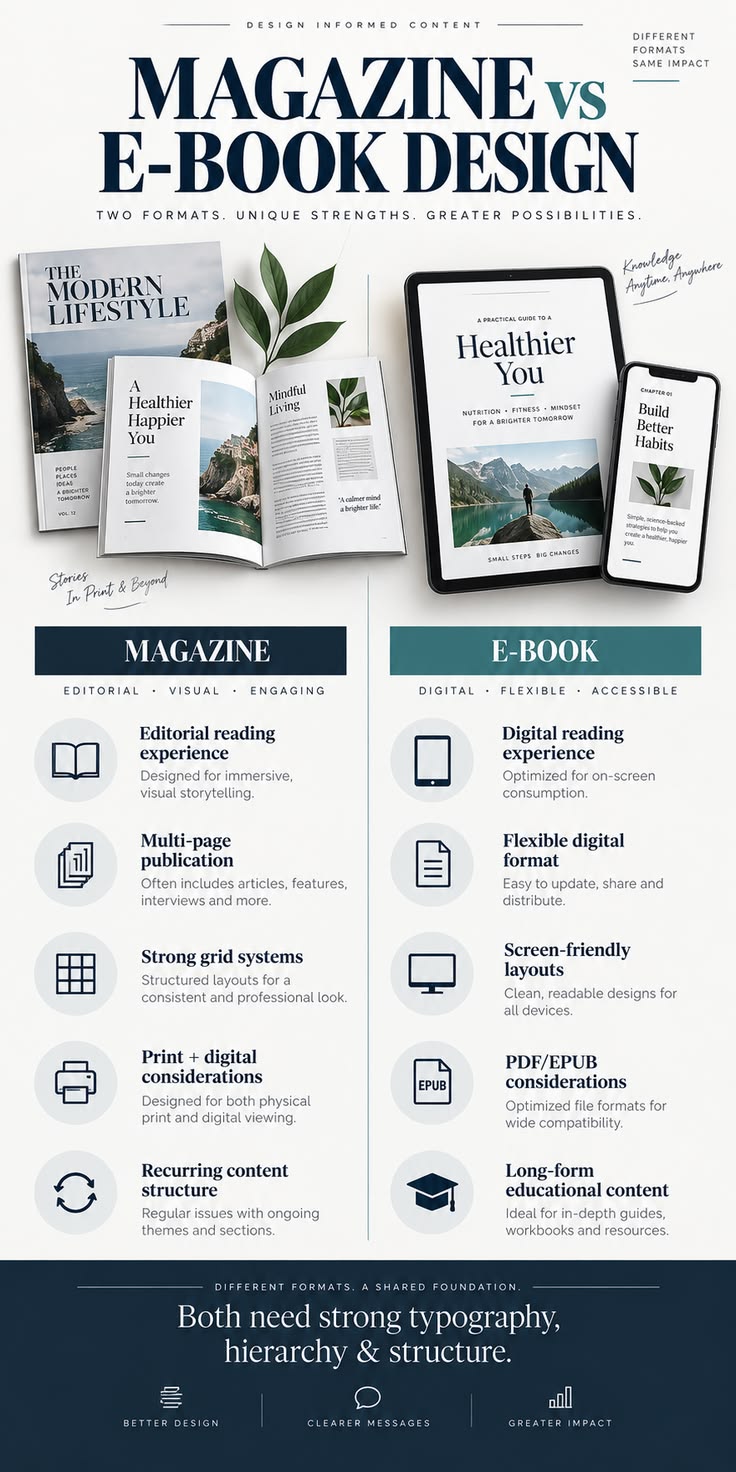 DESIGN INFORMED CONTENT
DIFFERENT
FORMATS
SAME IMPACT
MAGAZINE VS
E-BOOK DESIGN
TWO FORMATS. UNIQUE STRENGTHS. GREATER POSSIBILITIES.
THE
MODERN
LIFESTYLE
PEOPLE
PLACES
IDEAS
A BRIGHTER
TOMORROW
VOL. 12
A
Healthier
Happier
You
Small changes
today create
a brighter
tomorrow.
Mindful
Living
"A calmer mind
a brighter life."
Stories
In Print & Beyond
Knowledge
Anytime, Anywhere
A PRACTICAL GUIDE TO A
Healthier
You
NUTRITION • FITNESS • MINDSET
FOR A BRIGHTER TOMORROW
SMALL STEPS BIG CHANGES
CHAPTER 01
Build
Better
Habits
Simple, science-backed
strategies to help you
create a healthier, happier
you.
MAGAZINE
EDITORIAL • VISUAL • ENGAGING
Editorial reading
experience
Designed for immersive,
visual storytelling.
Multi-page
publication
Often includes articles, features,
interviews and more.
Strong grid systems
Structured layouts for a
consistent and professional look.
Print + digital
considerations
Designed for both physical
print and digital viewing.
Recurring content
structure
Regular issues with ongoing
themes and sections.
E-BOOK
DIGITAL • FLEXIBLE • ACCESSIBLE
Digital reading
experience
Optimized for on-screen
consumption.
Flexible digital
format
Easy to update, share and
distribute.
Screen-friendly
layouts
Clean, readable designs for
all devices.
EPUB
PDF/EPUB
considerations
Optimized file formats for
wide compatibility.
Long-form
educational content
Ideal for in-depth guides,
workbooks and resources.
DIFFERENT FORMATS. A SHARED FOUNDATION.
Both need strong typography,
hierarchy & structure.
BETTER DESIGN
CLEARER MESSAGES
GREATER IMPACT